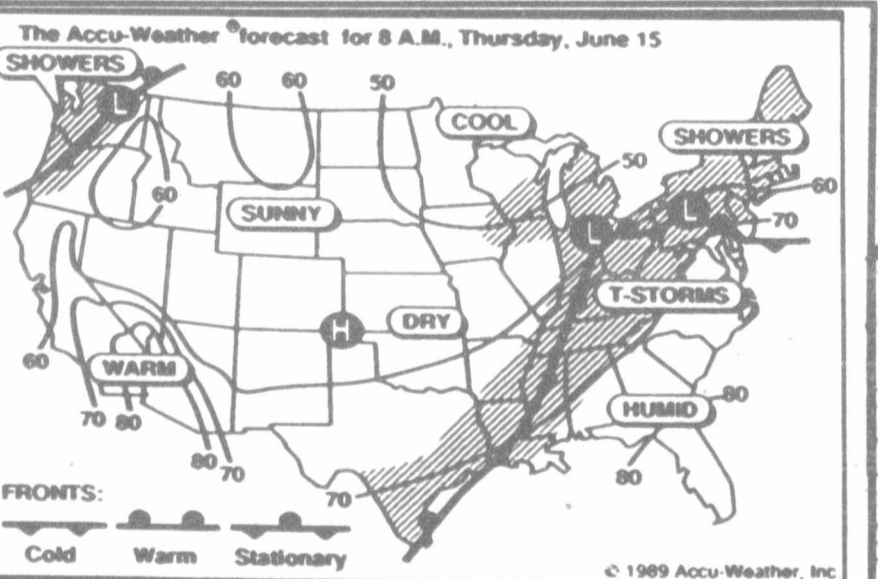 The Accu-Weather ® forecast for 8 A.M., Thursday, June 15
SHOWERS
L
60
60
50
COOL
SHOWERS
50
60
60
SUNNY
L
L
70
T-STORMS
H
DRY
60
WARM
80
HUMID
70
80
80
70
70
80
FRONTS:
Cold
Warm
Stationary
© 1989 Accu-Weather, Inc